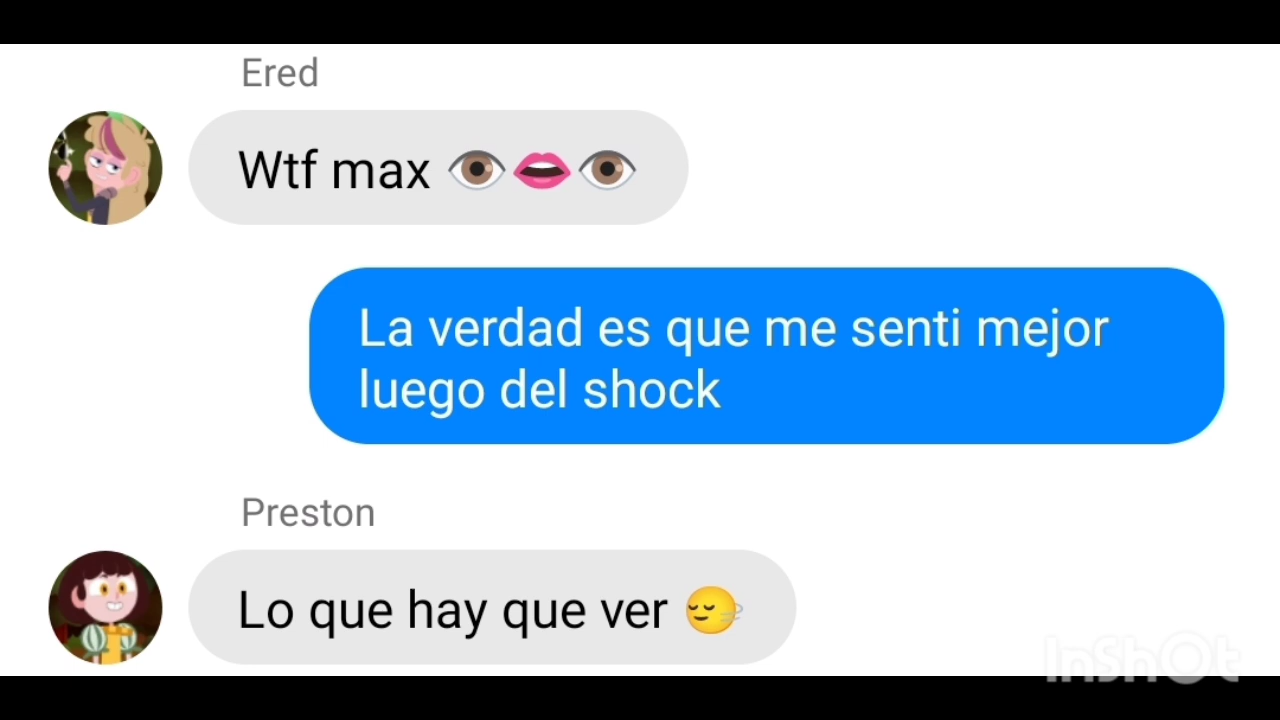 Ered
Wtf max 👁️👄👁️
La verdad es que me senti mejor
luego del shock
Preston
Lo que hay que ver 🙂‍↔️
InShOt